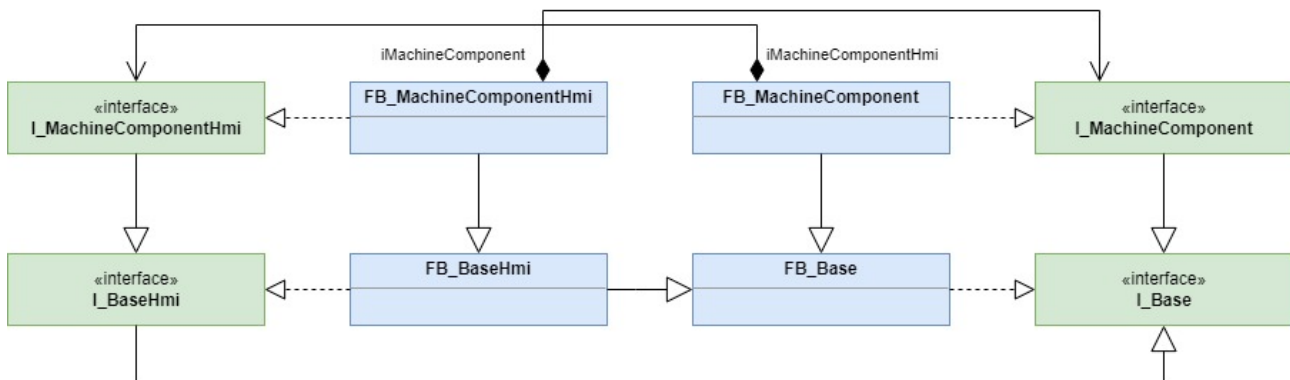 iMachineComponent
iMachineComponentHmi
«interface»
I_MachineComponentHmi
FB_MachineComponentHmi
FB_MachineComponent
«interface»
I_MachineComponent
«interface»
I_BaseHmi
FB_BaseHmi
FB_Base
«interface»
I_Base